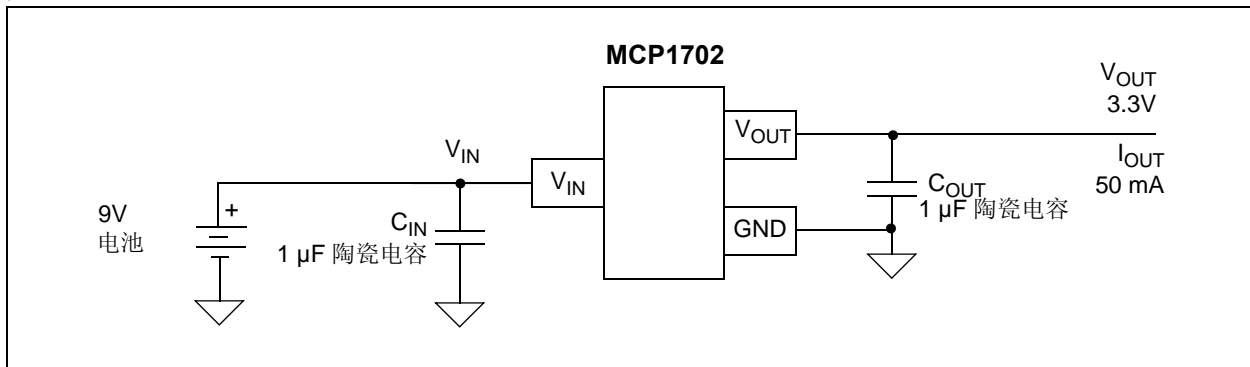 MCP1702
V_OUT
3.3V
I_OUT
50 mA
V_OUT
V_IN
V_IN
C_OUT
1 µF 陶瓷电容
GND
9V
电池
+
C_IN
1 µF 陶瓷电容